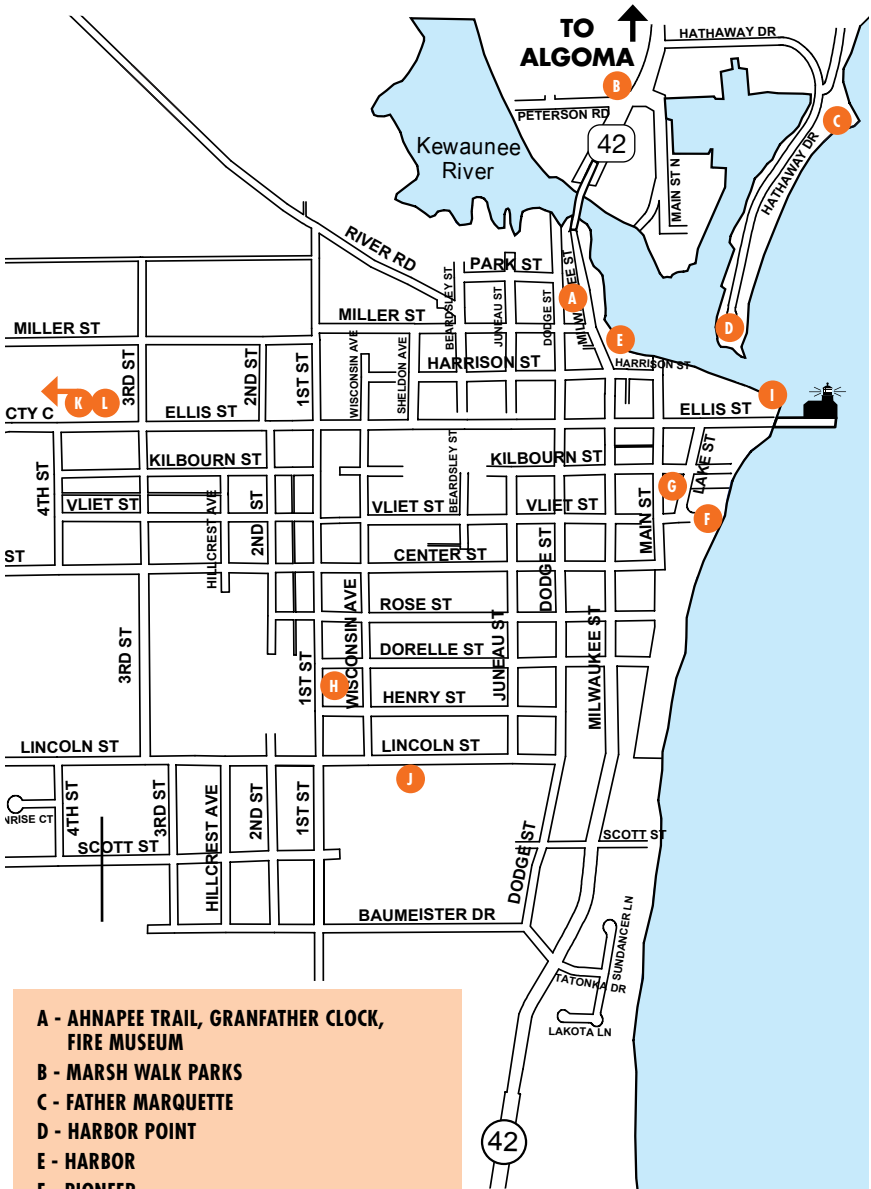 TO
ALGOMA
HATHAWAY DR
B
PETERSON RD
C
42
Kewaunee
River
MAIN ST N
HATHAWAY DR
RIVER RD
PARK ST
BEARDSLEY ST
JUNEAU ST
DODGE ST
MILWAUKEE ST
A
D
E
MILLER ST
MILLER ST
HARRISON ST
HARRISON ST
3RD ST
2ND ST
1ST ST
WISCONSIN AVE
SHELDON AVE
K
L
I
CTY C
ELLIS ST
ELLIS ST
KILBOURN ST
KILBOURN ST
BEARDSLEY ST
LAKE ST
G
4TH ST
VLIET ST
HILLCREST AVE
2ND ST
VLIET ST
VLIET ST
MAIN ST
F
ST
CENTER ST
DODGE ST
ROSE ST
WISCONSIN AVE
3RD ST
DORELLE ST
JUNEAU ST
MILWAUKEE ST
1ST ST
H
HENRY ST
LINCOLN ST
LINCOLN ST
J
NRISE CT
4TH ST
3RD ST
HILLCREST AVE
2ND ST
1ST ST
SCOTT ST
DODGE ST
SCOTT ST
BAUMEISTER DR
SUNDANCER LN
TATONKA DR
LAKOTA LN
42
A - AHNAPEE TRAIL, GRANFATHER CLOCK,
FIRE MUSEUM
B - MARSH WALK PARKS
C - FATHER MARQUETTE
D - HARBOR POINT
E - HARBOR
F - PIONEER